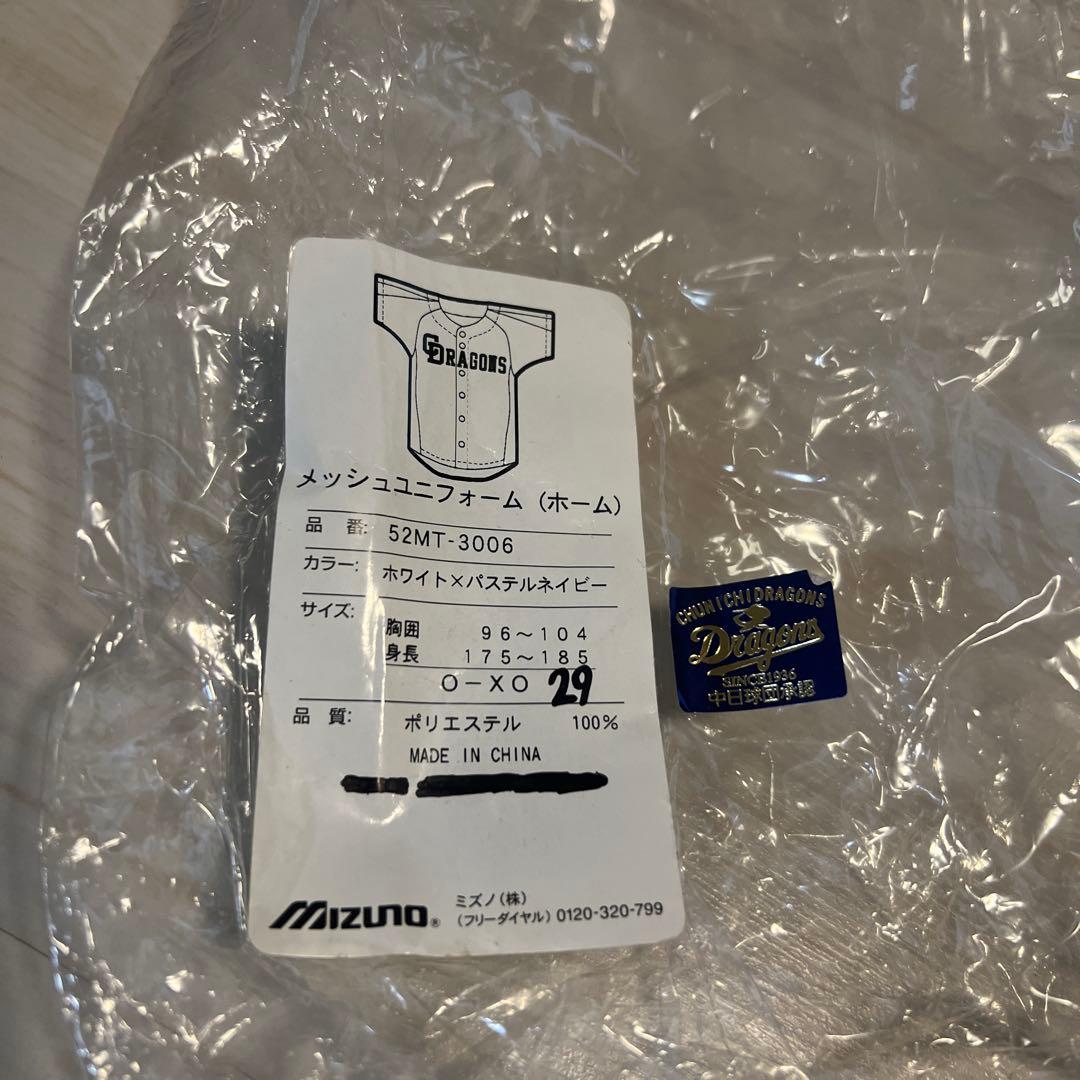 CDRAGONS
メッシュユニフォーム（ホーム）
品 番: 52MT-3006
カラー: ホワイト×パステルネイビー
サイズ:
胸囲 96～104
身長 175～185
O－XO 29
品 質: ポリエステル 100%
MADE IN CHINA
MIZUNO®
ミズノ（株）
（フリーダイヤル）0120-320-799
CHUNICHI DRAGONS
Dragons
SINCE1936
中日球団承認